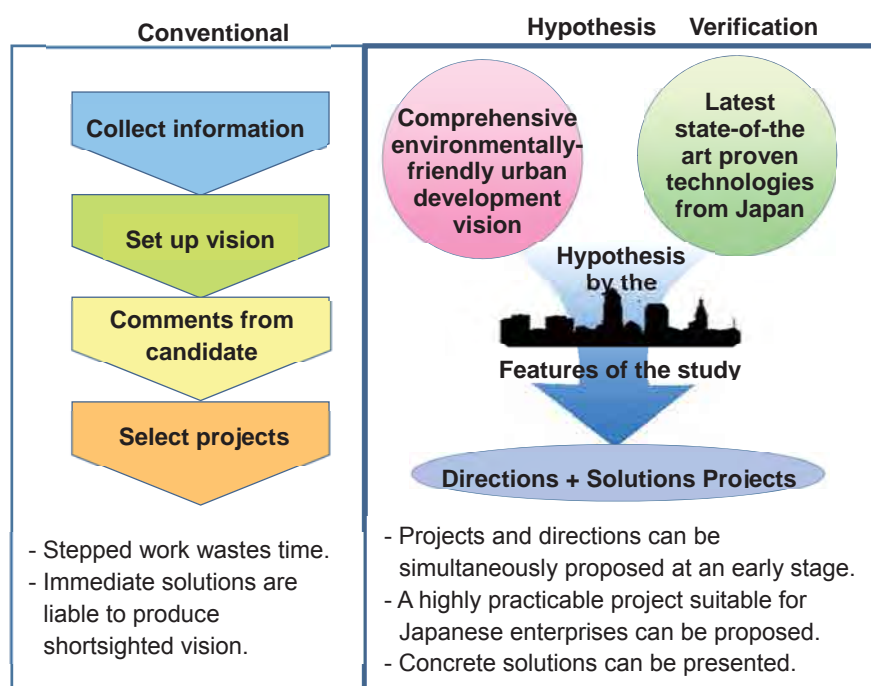 Conventional
Collect information
Set up vision
Comments from
candidate
Select projects
- Stepped work wastes time.
- Immediate solutions are
liable to produce
shortsighted vision.
Hypothesis Verification
Comprehensive
environmentally-
friendly urban
development
vision
Latest
state-of-the
art proven
technologies
from Japan
Hypothesis
by the
Features of the study
Directions + Solutions Projects
- Projects and directions can be
simultaneously proposed at an early stage.
- A highly practicable project suitable for
Japanese enterprises can be proposed.
- Concrete solutions can be presented.